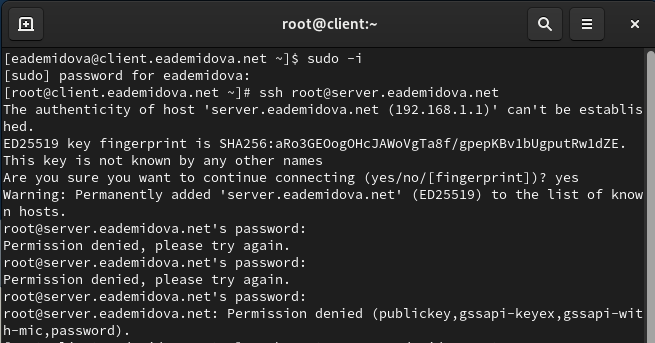 root@client:~
[eademidova@client.eademidova.net ~]$ sudo -i
[sudo] password for eademidova:
[root@client.eademidova.net ~]# ssh root@server.eademidova.net
The authenticity of host 'server.eademidova.net (192.168.1.1)' can't be establis
hed.
ED25519 key fingerprint is SHA256:aRo3GEOogOHcJAWoVgTa8f/gpepKBv1bUgputRw1dZE.
This key is not known by any other names
Are you sure you want to continue connecting (yes/no/[fingerprint])? yes
Warning: Permanently added 'server.eademidova.net' (ED25519) to the list of know
n hosts.
root@server.eademidova.net's password:
Permission denied, please try again.
root@server.eademidova.net's password:
Permission denied, please try again.
root@server.eademidova.net's password:
root@server.eademidova.net: Permission denied (publickey,gssapi-keyex,gssapi-wit
h-mic,password).